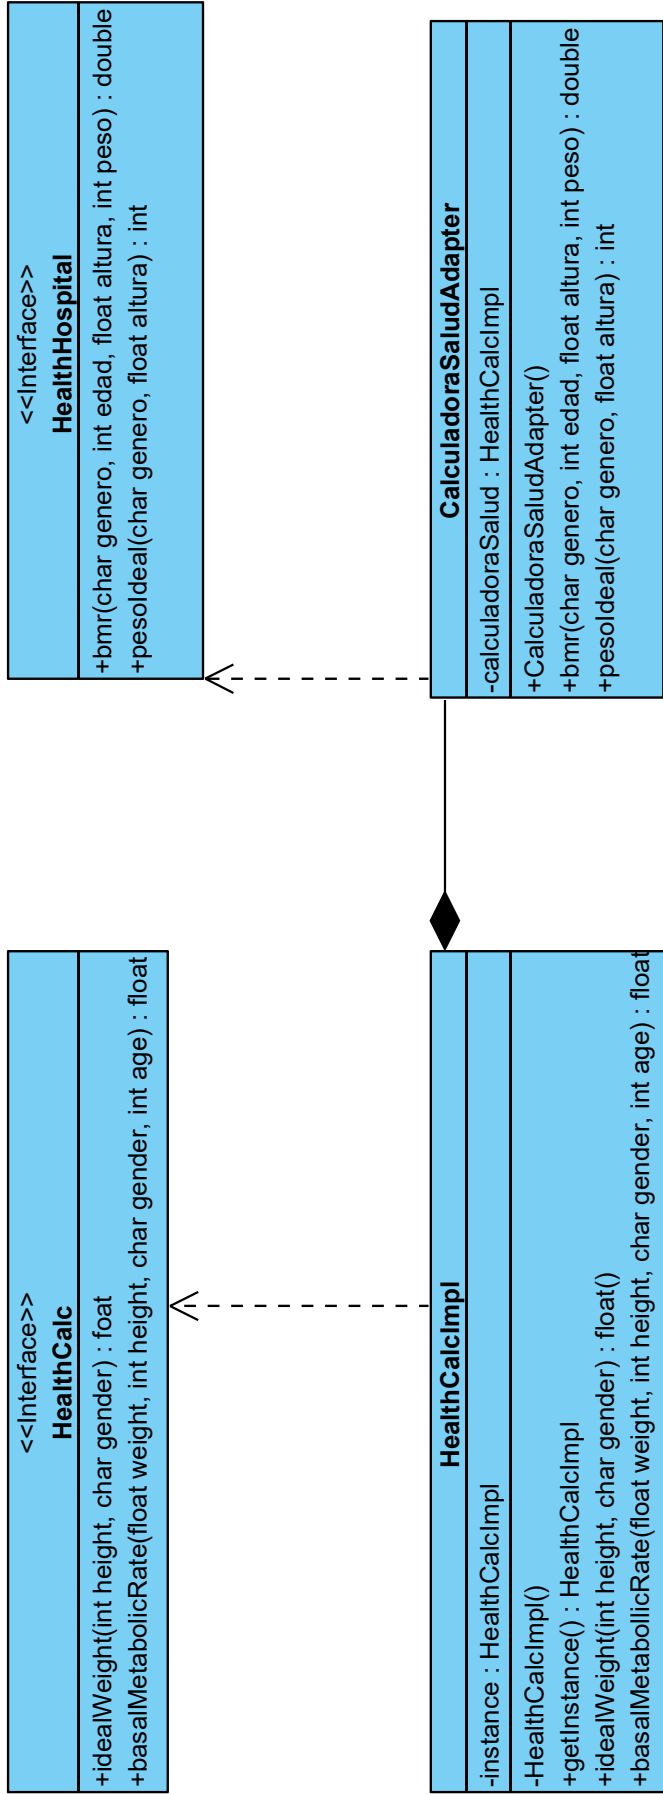 <<Interface>>
HealthCalc
+idealWeight(int height, char gender) : foat
+basalMetabollicRate(float weight, int height, char gender, int age) : float
<<Interface>>
HealthHospital
+bmr(char genero, int edad, float altura, int peso) : double
+pesoIdeal(char genero, float altura) : int
HealthCalcImpl
-instance : HealthCalcImpl
-HealthCalcImpl()
+getInstance() : HealthCalcImpl
+idealWeight(int height, char gender) : float()
+basalMetabollicRate(float weight, int height, char gender, int age) : float
CalculadoraSaludAdapter
-calculadoraSalud : HealthCalcImpl
+CalculadoraSaludAdapter()
+bmr(char genero, int edad, float altura, int peso) : double
+pesoIdeal(char genero, float altura) : int